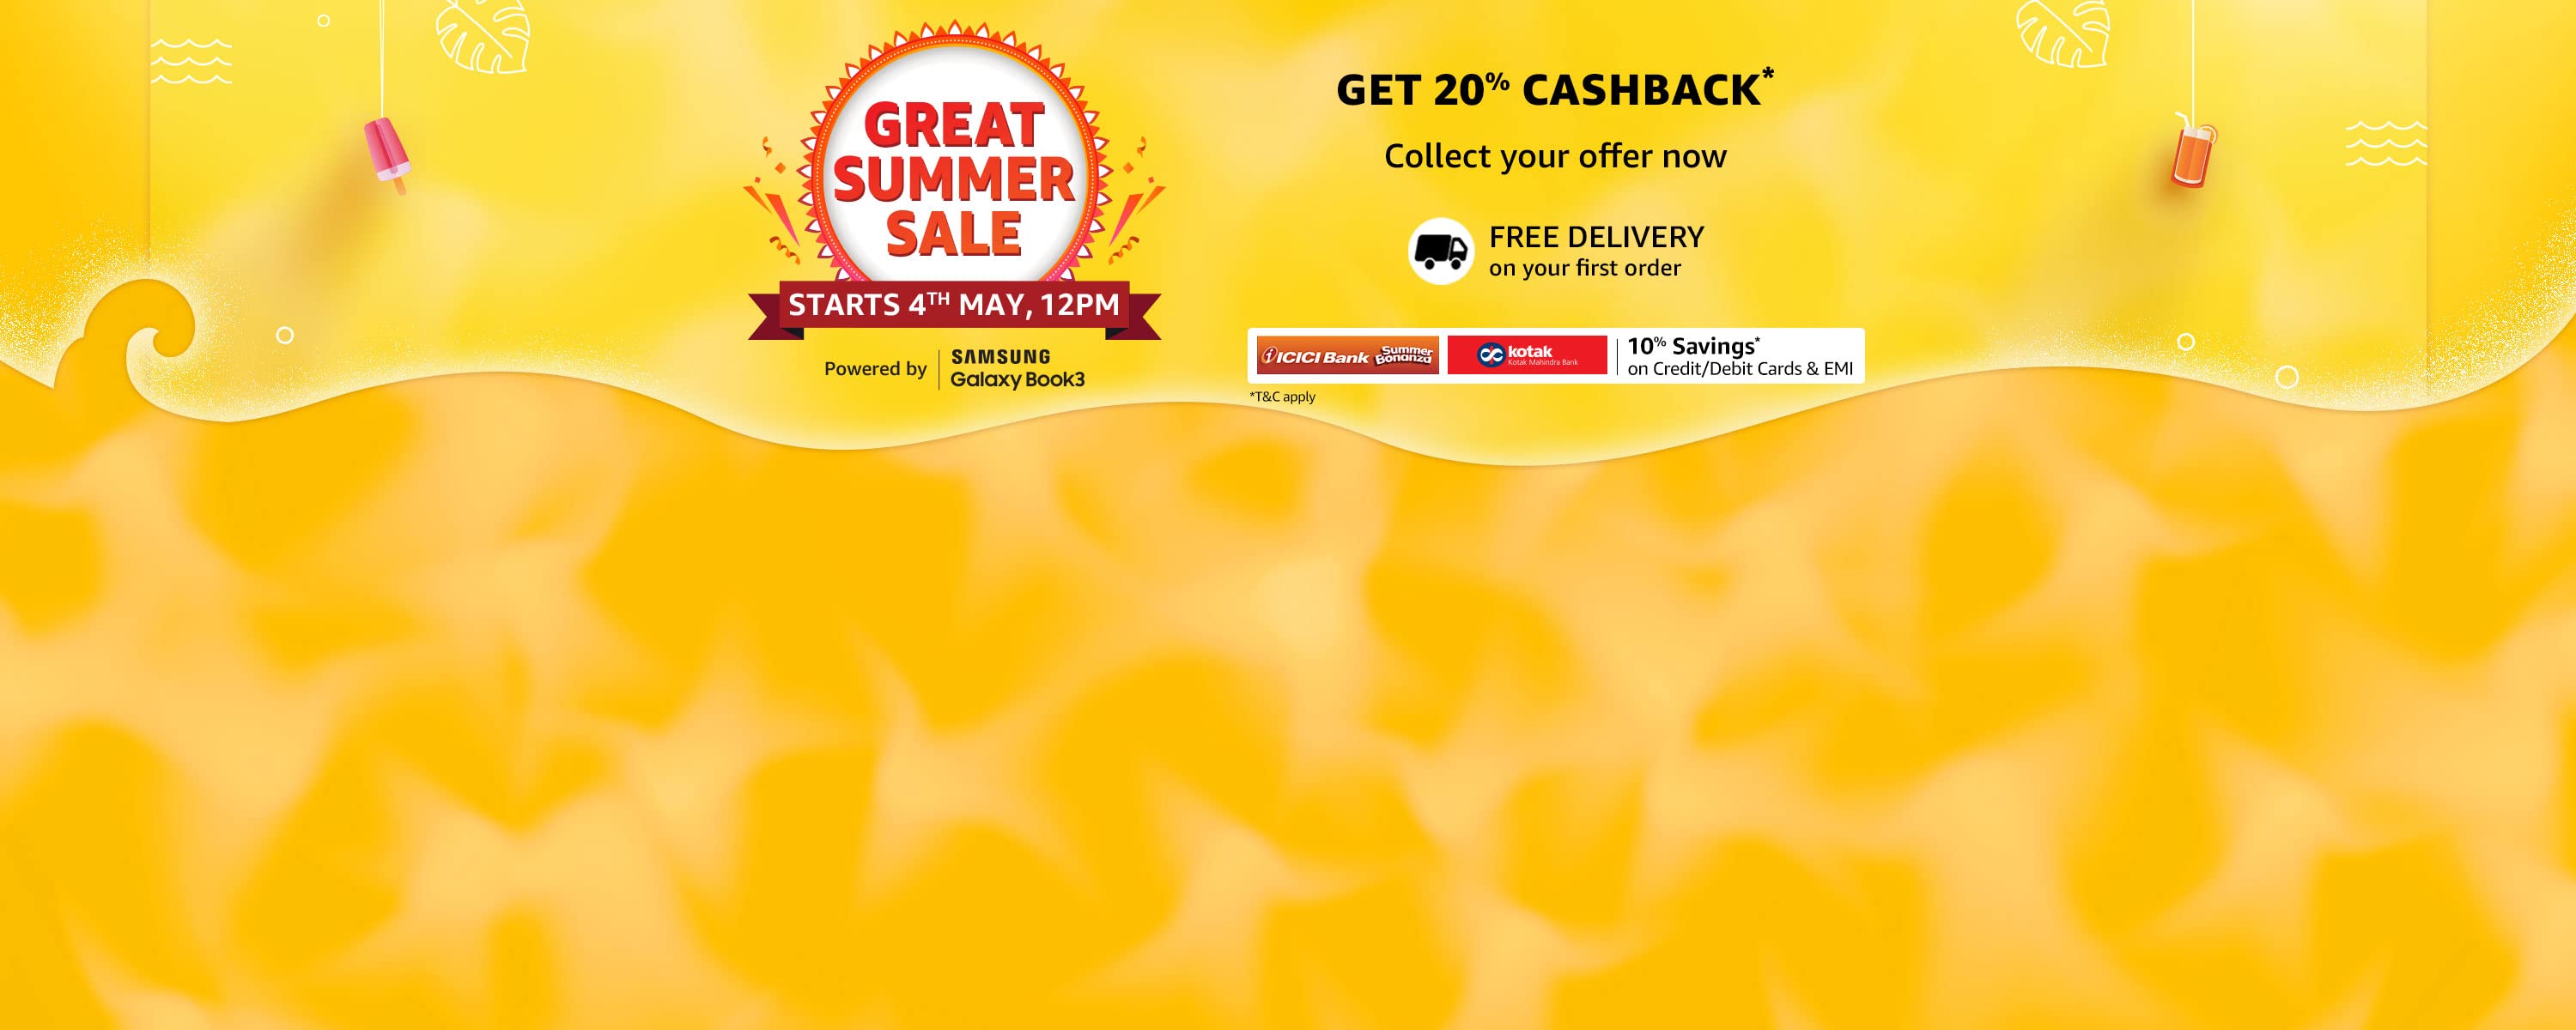 GREAT
SUMMER
SALE
STARTS 4TH MAY, 12PM
Powered by
SAMSUNG
Galaxy Book3
GET 20% CASHBACK*
Collect your offer now
FREE DELIVERY
on your first order
ICICI Bank
Summer
Bonanza
kotak
Kotak Mahindra Bank
10% Savings*
on Credit/Debit Cards & EMI
*T&C apply